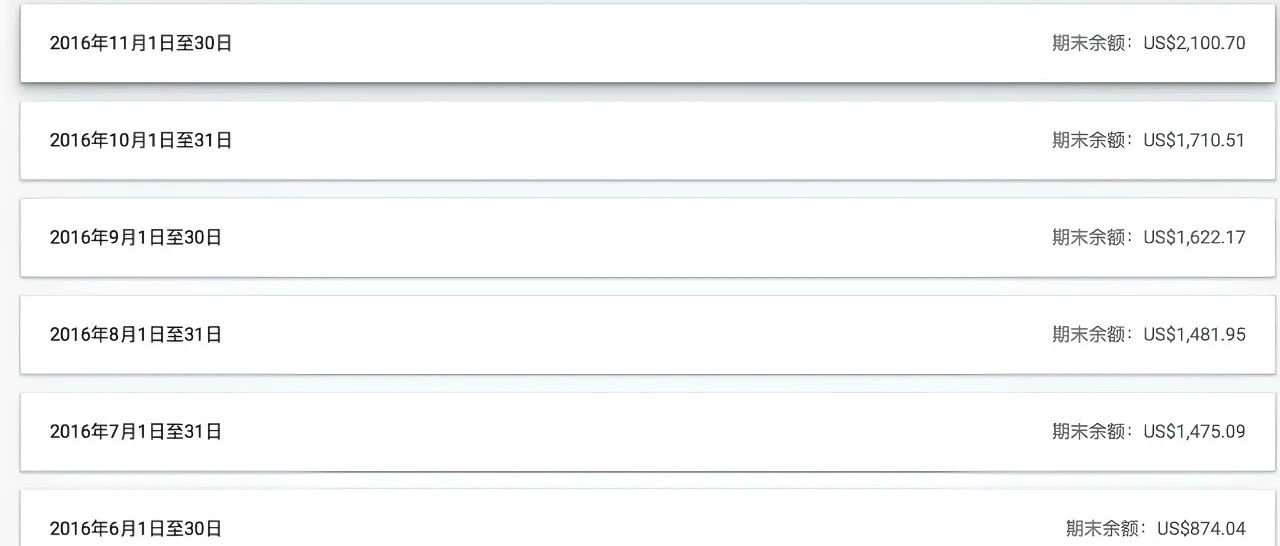 2016年11月1日至30日 期末余额：US$2,100.70
2016年10月1日至31日 期末余额：US$1,710.51
2016年9月1日至30日 期末余额：US$1,622.17
2016年8月1日至31日 期末余额：US$1,481.95
2016年7月1日至31日 期末余额：US$1,475.09
2016年6月1日至30日 期末余额：US$874.04